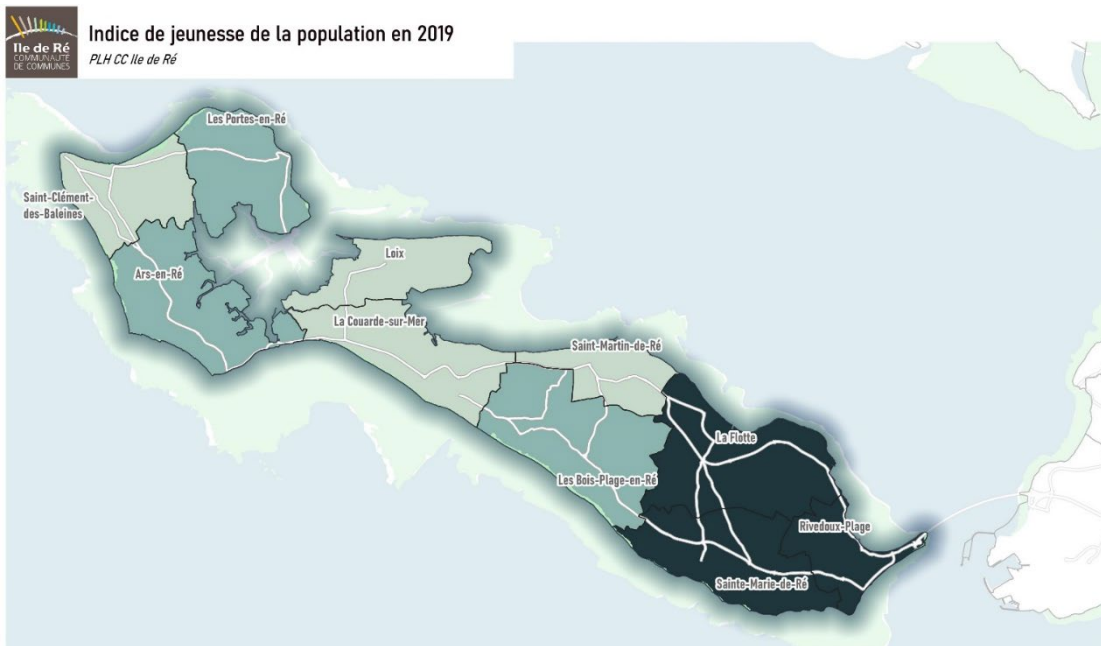 Ile de Ré
COMMUNAUTÉ
DE COMMUNES
Indice de jeunesse de la population en 2019
PLH CC Ile de Ré
Les Portes-en-Ré
Saint-Clément-
des-Baleines
Loix
Ars-en-Ré
La Couarde-sur-Mer
Saint-Martin-de-Ré
La Flotte
Les Bois-Plage-en-Ré
Rivedoux-Plage
Sainte-Marie-de-Ré